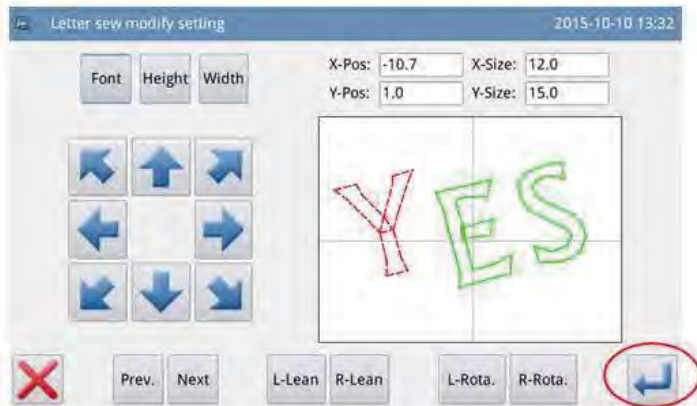 Letter sew modify setting 2015-10-10 13:32
Font Height Width
X-Pos: -10.7 X-Size: 12.0
Y-Pos: 1.0 Y-Size: 15.0
YES
Prev. Next L-Lean R-Lean L-Rota. R-Rota.